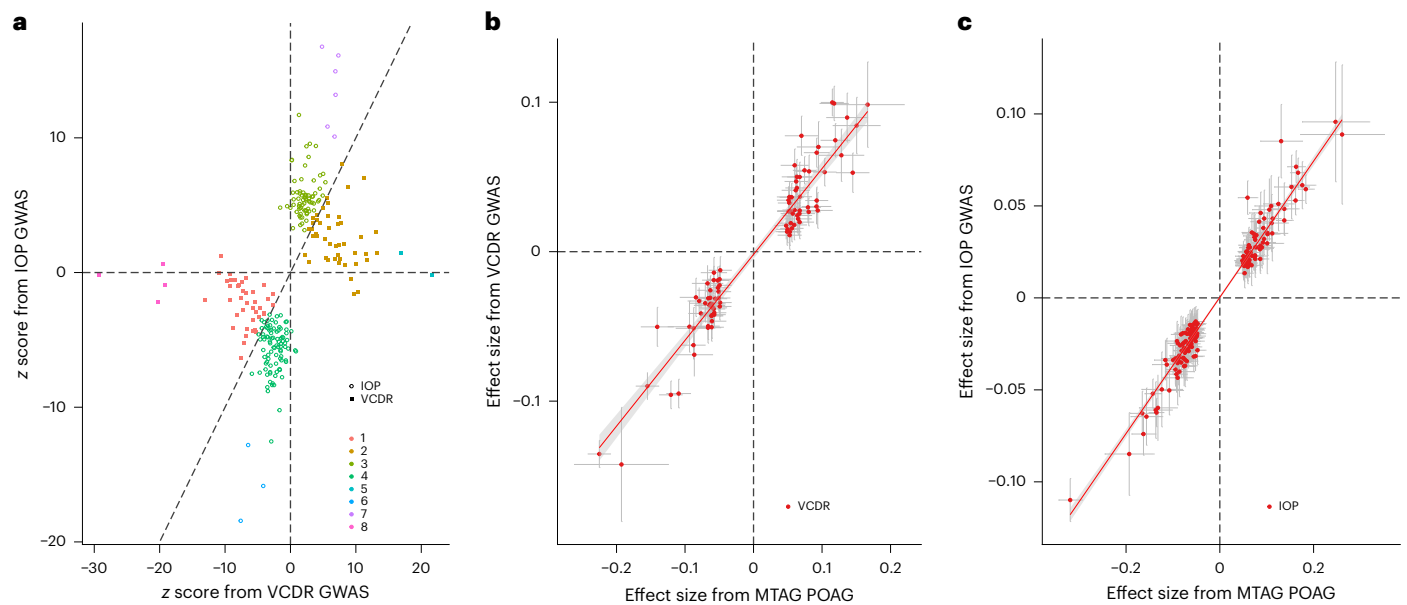 a
z score from IOP GWAS
10
0
−10
−20
−30
−20
−10
0
10
20
z score from VCDR GWAS
IOP
VCDR
1
2
3
4
5
6
7
8
b
Effect size from VCDR GWAS
0.1
0
−0.1
−0.2
−0.1
0
0.1
0.2
Effect size from MTAG POAG
VCDR
c
Effect size from IOP GWAS
0.10
0.05
0
−0.05
−0.10
−0.2
0
0.2
Effect size from MTAG POAG
IOP